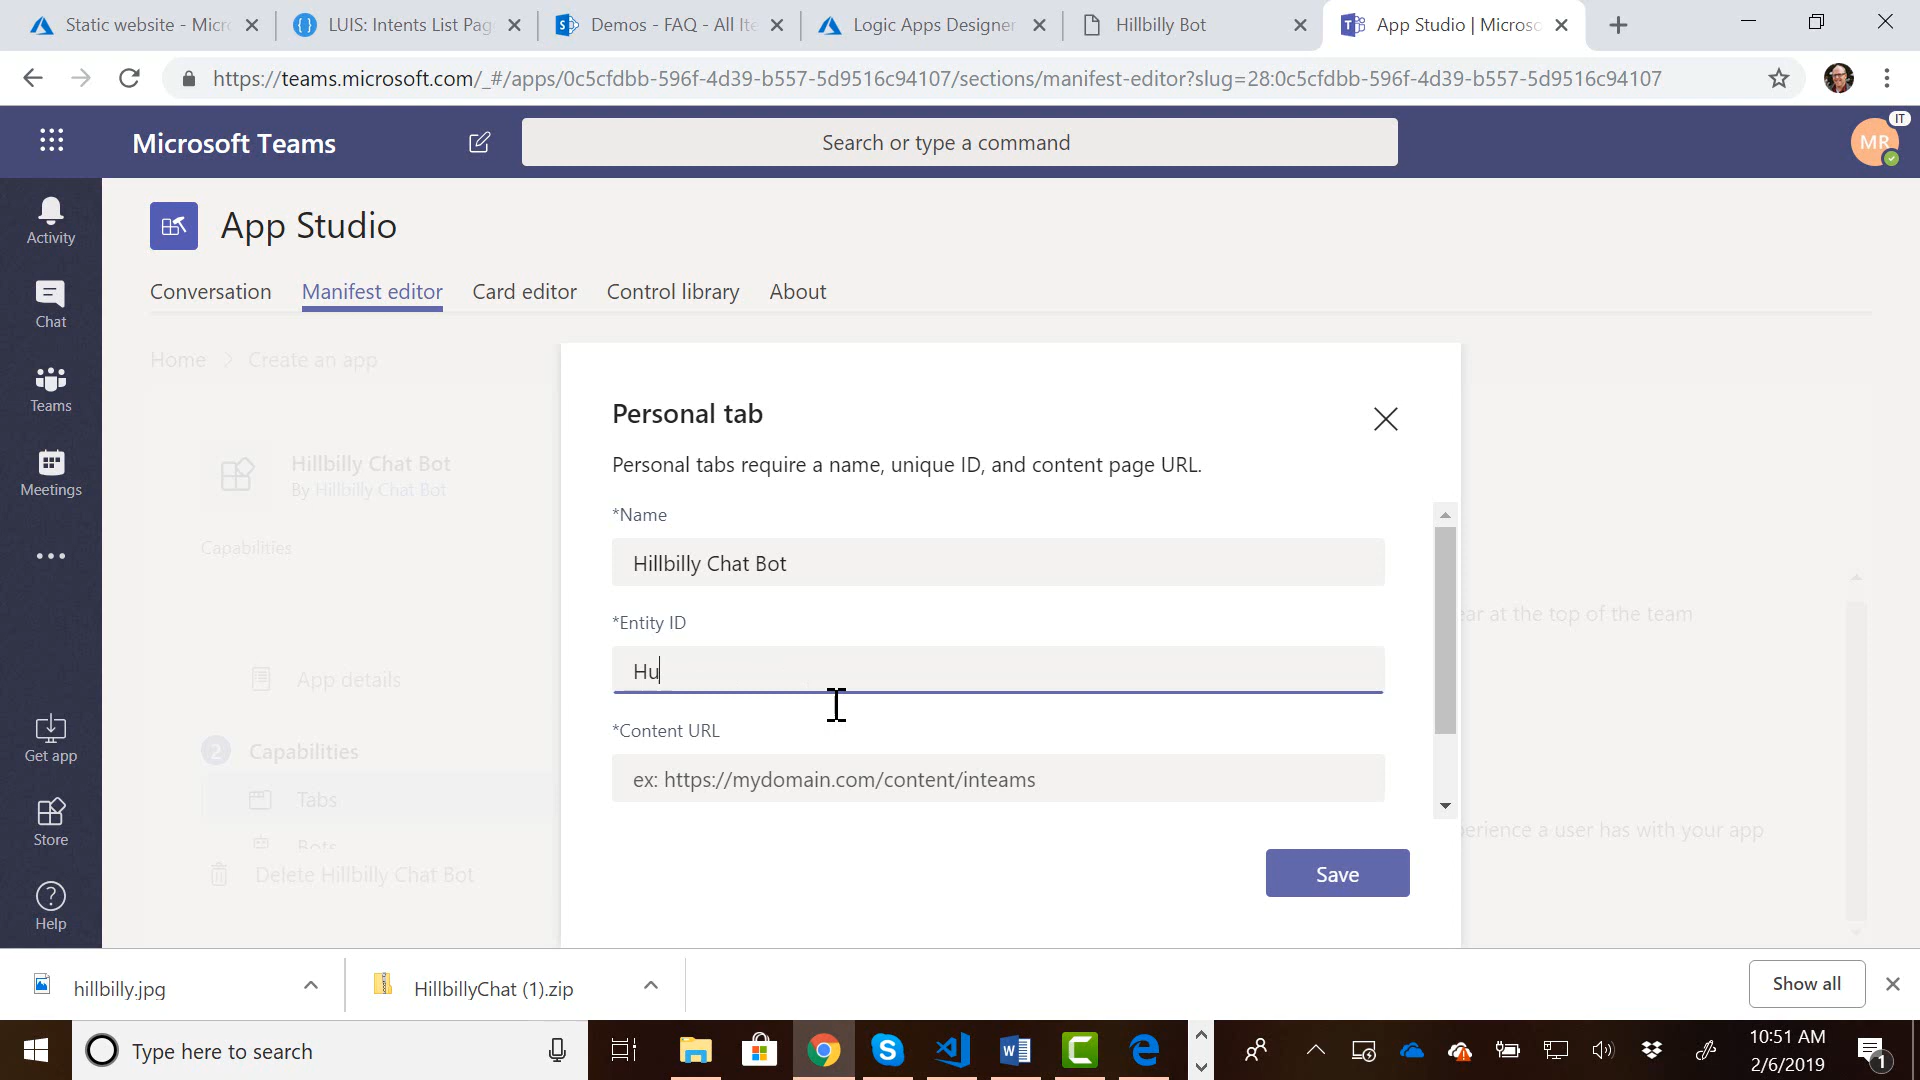 Static website - Micr
LUIS: Intents List Pag
Demos - FAQ - All Ite
Logic Apps Designer
Hillbilly Bot
App Studio | Microso
https://teams.microsoft.com/_#/apps/0c5cfdbb-596f-4d39-b557-5d9516c94107/sections/manifest-editor?slug=28:0c5cfdbb-596f-4d39-b557-5d9516c94107
Microsoft Teams
Search or type a command
IT
MR
Activity
Chat
Teams
Meetings
Get app
Store
Help
App Studio
Conversation
Manifest editor
Card editor
Control library
About
Home > Create an app
Hillbilly Chat Bot
By Hillbilly Chat Bot
Capabilities
App details
2 Capabilities
Tabs
Bots
Delete Hillbilly Chat Bot
ear at the top of the team
perience a user has with your app
Personal tab
Personal tabs require a name, unique ID, and content page URL.
*Name
Hillbilly Chat Bot
*Entity ID
Hu
*Content URL
ex: https://mydomain.com/content/inteams
Save
hillbilly.jpg
HillbillyChat (1).zip
Show all
Type here to search
10:51 AM
2/6/2019
1